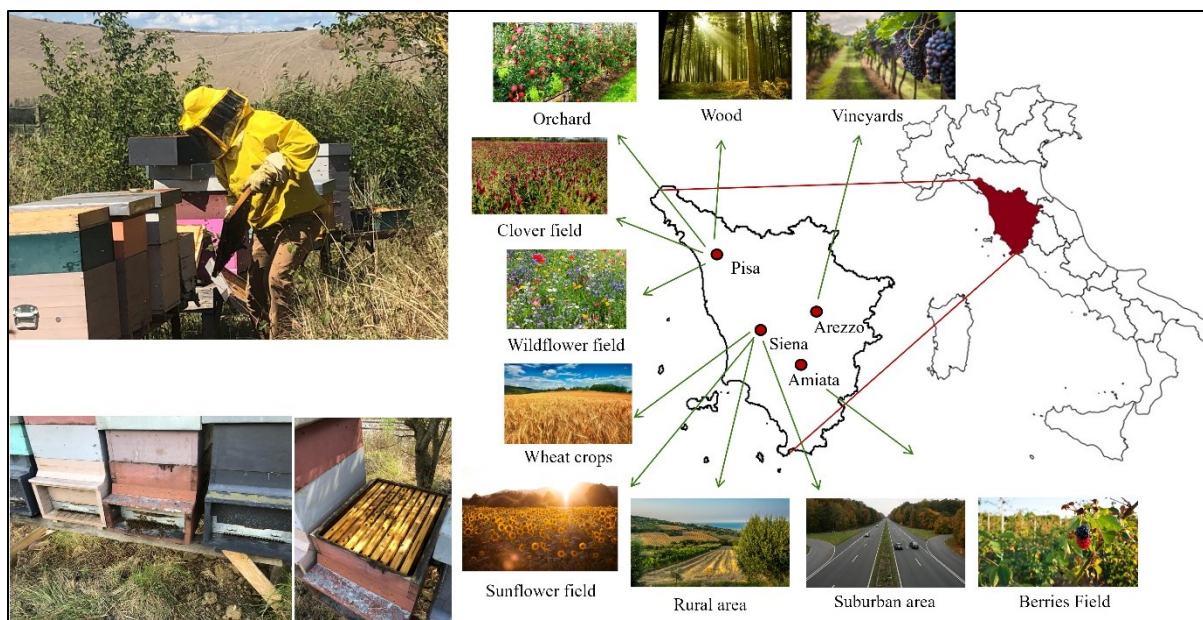 Orchard
Wood
Vineyards
Clover field
Pisa
Wildflower field
Arezzo
Siena
Amiata
Wheat crops
Sunflower field
Rural area
Suburban area
Berries Field